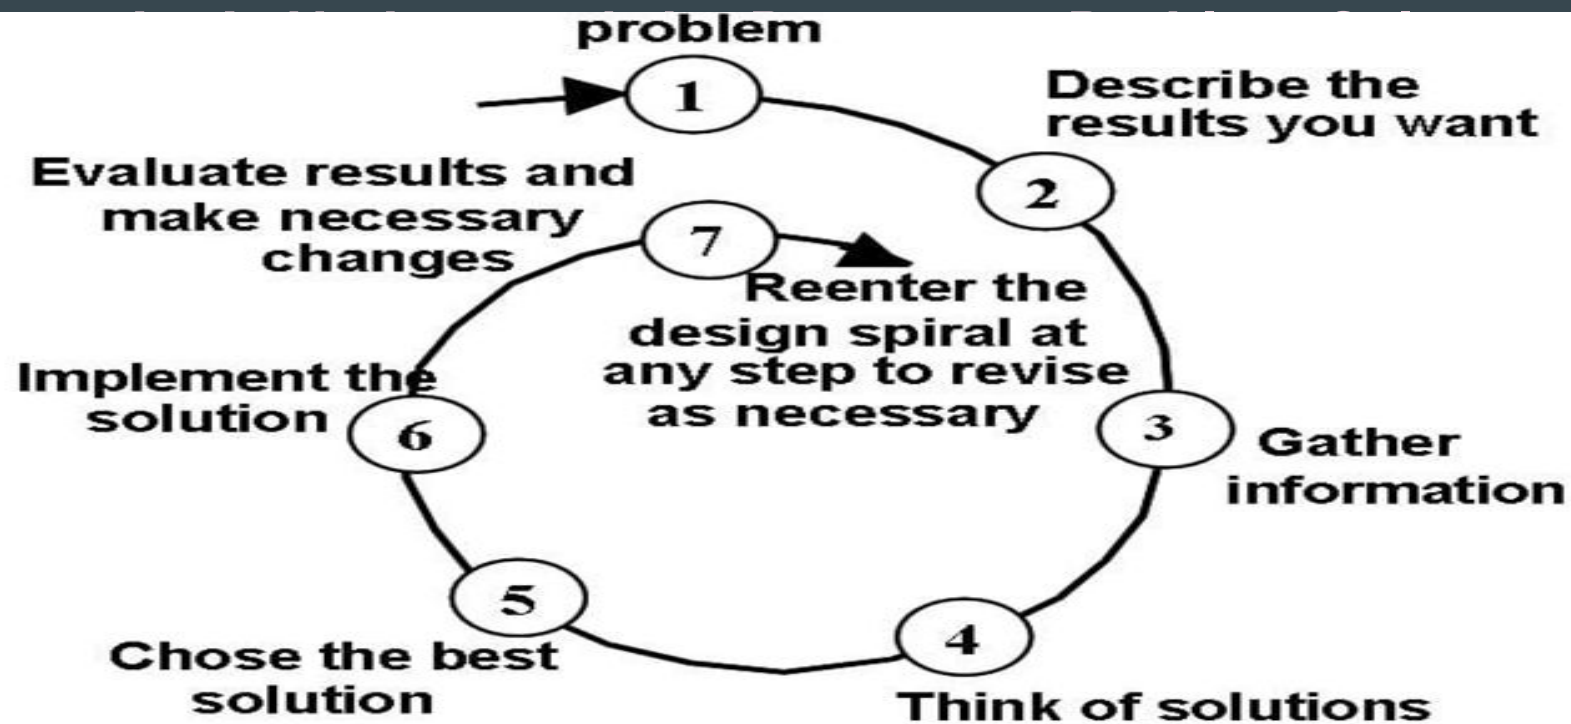 problem
1
Describe the
results you want
2
3
Gather
information
4
Think of solutions
5
Chose the best
solution
6
Implement the
solution
7
Evaluate results and
make necessary
changes
Reenter the
design spiral at
any step to revise
as necessary